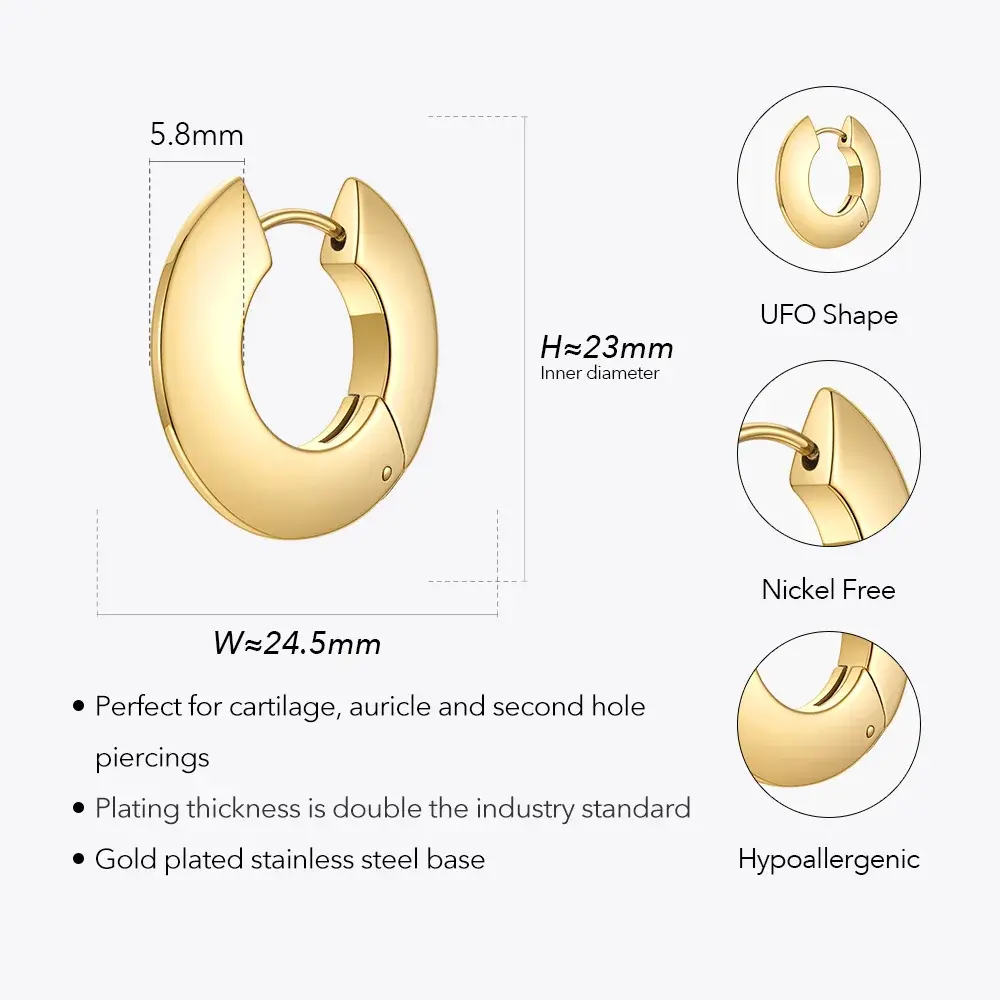 5.8mm
H≈23mm
Inner diameter
W≈24.5mm
UFO Shape
Nickel Free
Hypoallergenic
• Perfect for cartilage, auricle and second hole
piercings
• Plating thickness is double the industry standard
• Gold plated stainless steel base